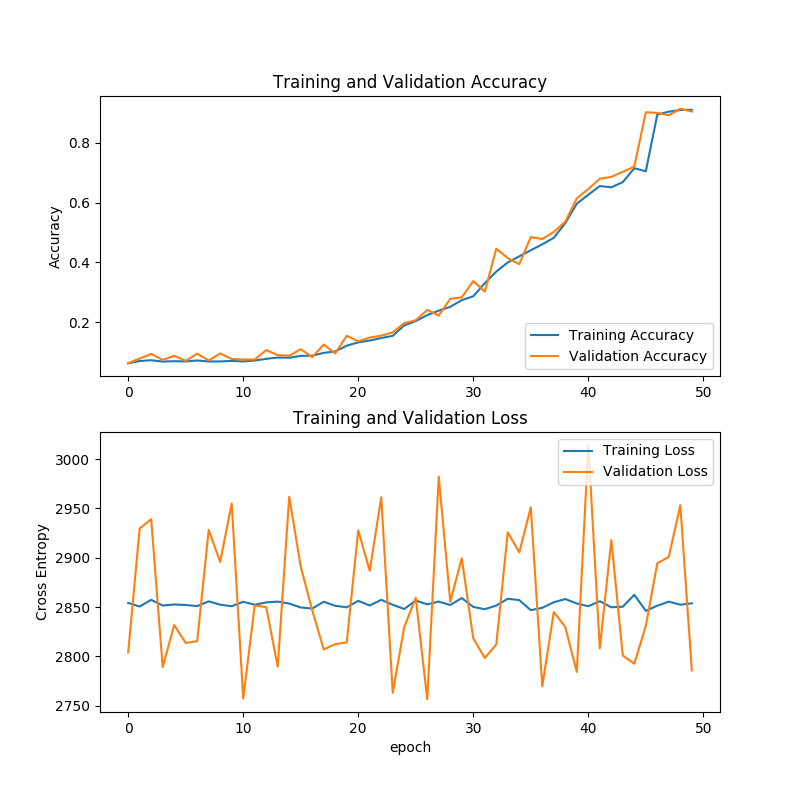 Training and Validation Accuracy
Accuracy
0.8
0.6
0.4
0.2
Training Accuracy
Validation Accuracy
0 10 20 30 40 50
Training and Validation Loss
Cross Entropy
3000
2950
2900
2850
2800
2750
Training Loss
Validation Loss
0 10 20 30 40 50
epoch